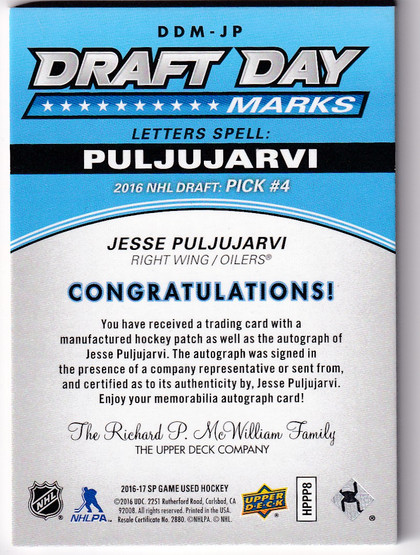 DDM-JP
DRAFT DAY
MARKS
LETTERS SPELL:
PULJUJARVI
2016 NHL DRAFT: PICK #4
JESSE PULJUJARVI
RIGHT WING / OILERS®
CONGRATULATIONS!
You have received a trading card with a
manufactured hockey patch as well as the autograph of
Jesse Puljujarvi. The autograph was signed in
the presence of a company representative or sent from,
and certified as to its authenticity by, Jesse Puljujarvi.
Enjoy your memorabilia autograph card!
The Richard P. McWilliam Family
THE UPPER DECK COMPANY
NHL
NHLPA
2016-17 SP GAME USED HOCKEY
©2016 UDC. 2251 Rutherford Road, Carlsbad, CA
92008. All rights reserved. Printed in the USA.
Resale Certificate No. 2880. ©NHLPA. © NHL.
UPPER DECK
HPPP8